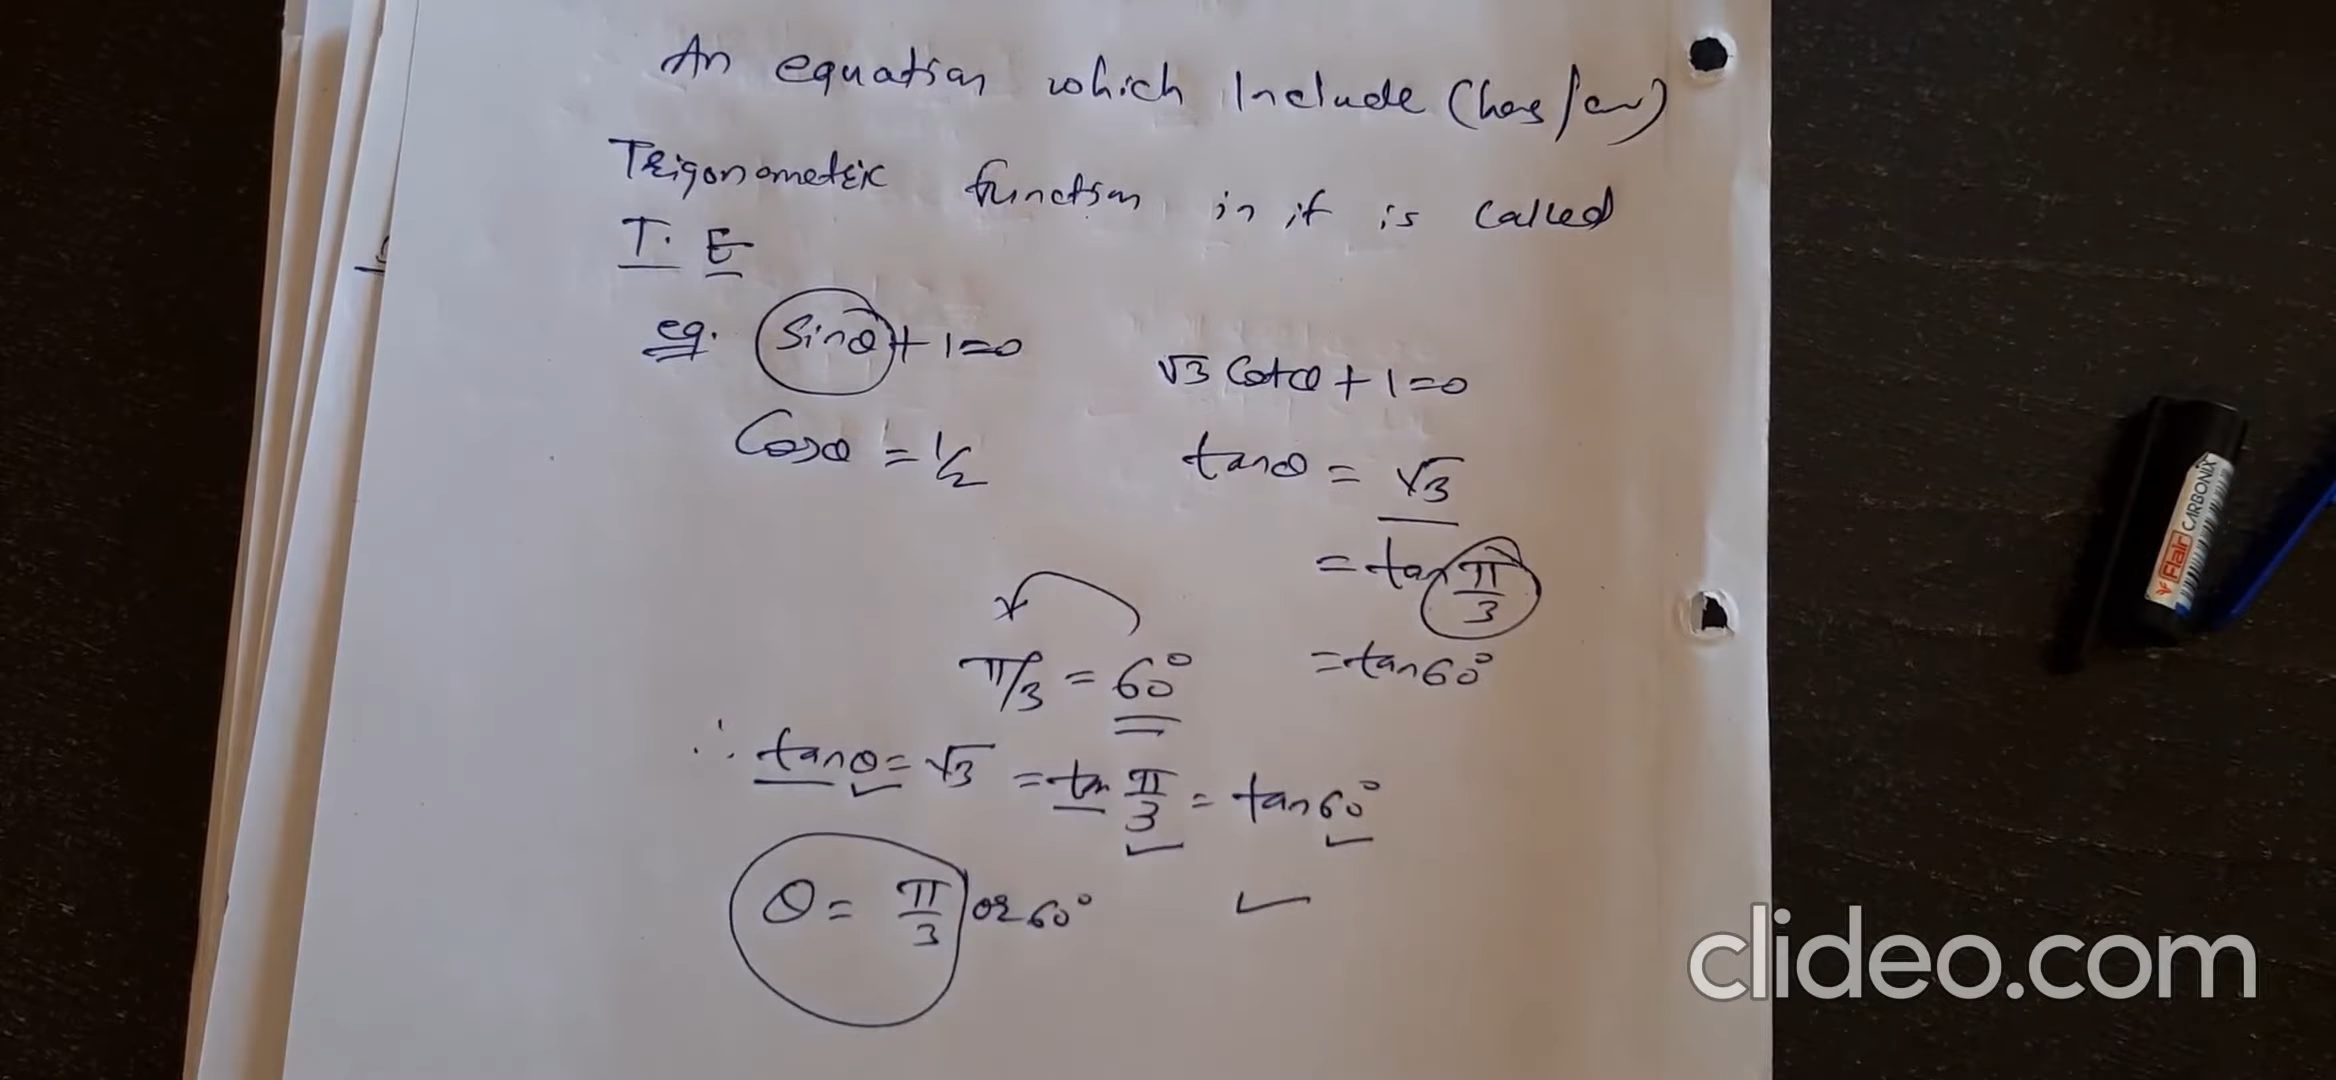 An equation which Include (has/
Trigonometric function in it is called
T. E
eg. sinθ + 1 = 0
√3 Cotθ + 1 = 0
Cosθ = 1/2
tanθ = √3
= tan π/3
π/3 = 60°
= tan60°
∴ tanθ = √3 = tan π/3 = tan60°
θ = π/3 or 60°
Flair CARBONIX
clideo.com